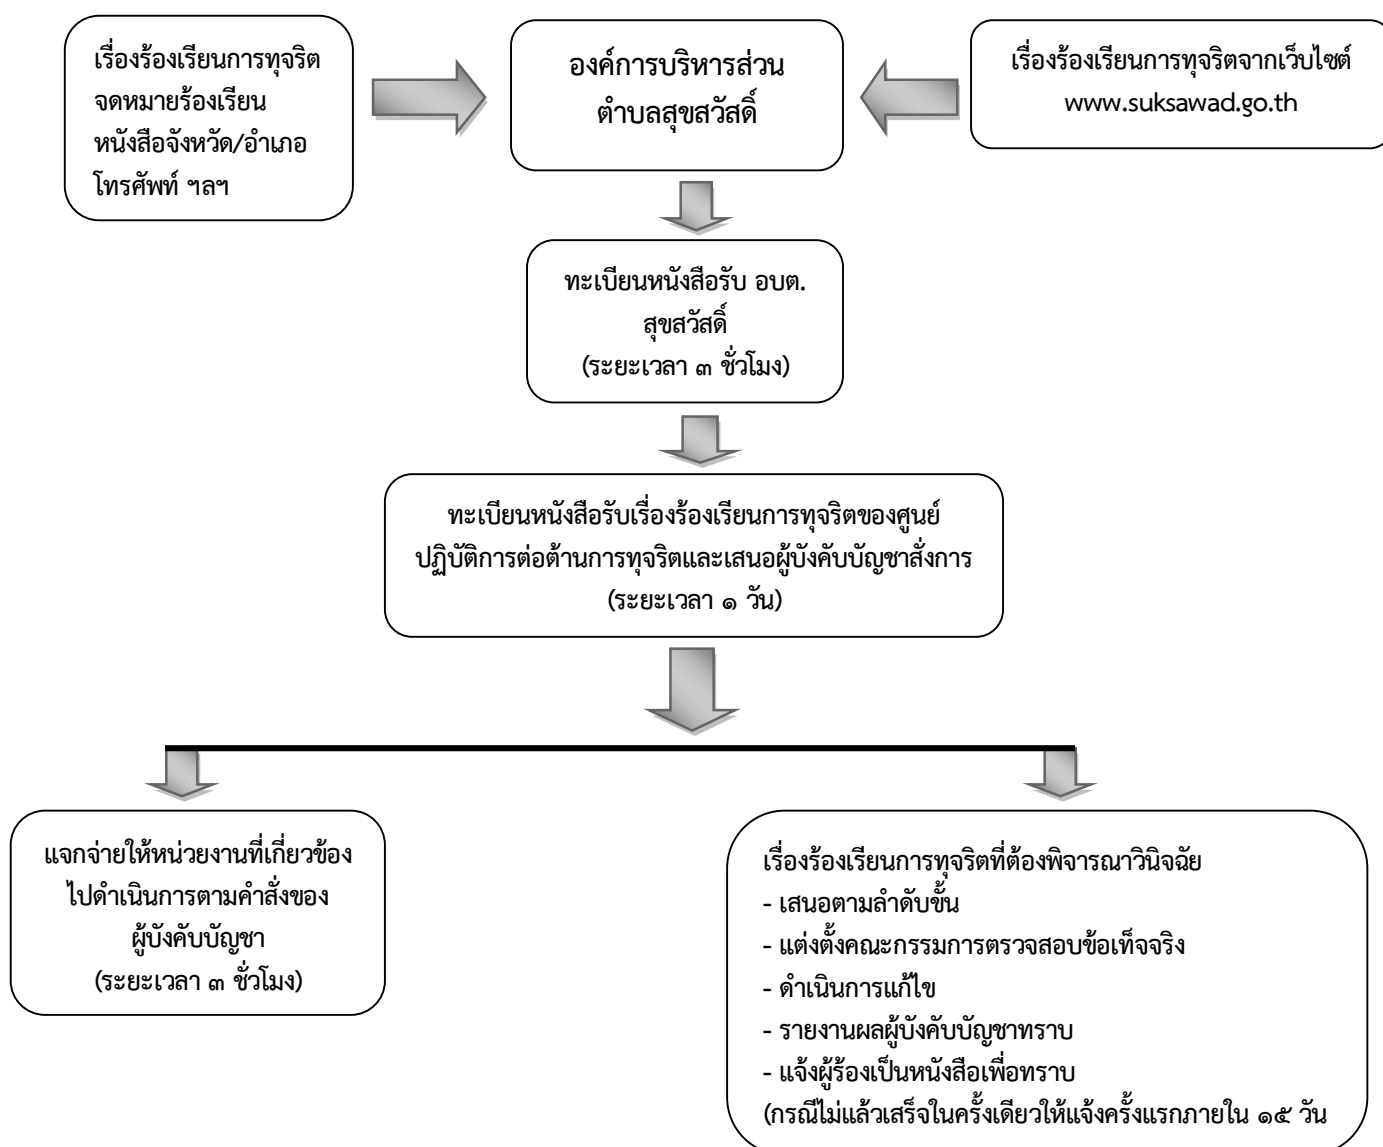 เรื่องร้องเรียนการทุจริต
จดหมายร้องเรียน
หนังสือจังหวัด/อำเภอ
โทรศัพท์ ฯลฯ
องค์การบริหารส่วน
ตำบลสุขสวัสดิ์
เรื่องร้องเรียนการทุจริตจากเว็บไซต์
www.suksawad.go.th
ทะเบียนหนังสือรับ อบต.
สุขสวัสดิ์
(ระยะเวลา ๓ ชั่วโมง)
ทะเบียนหนังสือรับเรื่องร้องเรียนการทุจริตของศูนย์
ปฏิบัติการต่อต้านการทุจริตและเสนอผู้บังคับบัญชาสั่งการ
(ระยะเวลา ๑ วัน)
แจกจ่ายให้หน่วยงานที่เกี่ยวข้อง
ไปดำเนินการตามคำสั่งของ
ผู้บังคับบัญชา
(ระยะเวลา ๓ ชั่วโมง)
เรื่องร้องเรียนการทุจริตที่ต้องพิจารณาวินิจฉัย
- เสนอตามลำดับขั้น
- แต่งตั้งคณะกรรมการตรวจสอบข้อเท็จจริง
- ดำเนินการแก้ไข
- รายงานผลผู้บังคับบัญชาทราบ
- แจ้งผู้ร้องเป็นหนังสือเพื่อทราบ
(กรณีไม่แล้วเสร็จในครั้งเดียวให้แจ้งครั้งแรกภายใน ๑๕ วัน